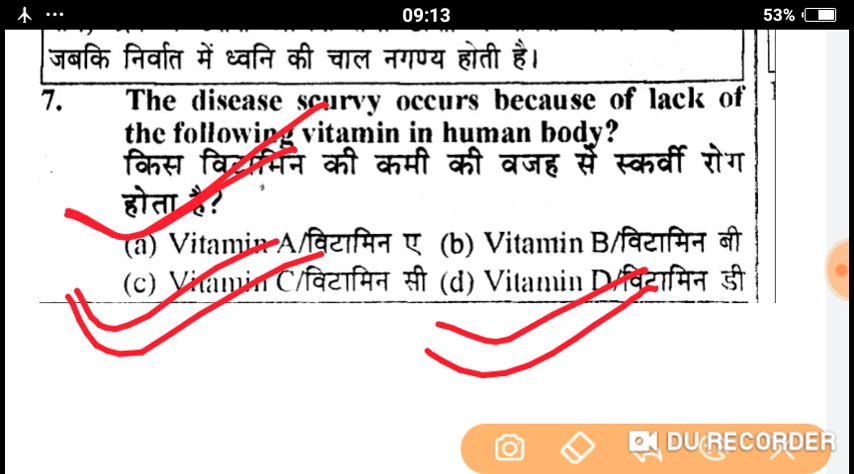 09:13
53%
जबकि निर्वात में ध्वनि की चाल नगण्य होती है।
7. The disease scurvy occurs because of lack of
the following vitamin in human body?
किस विटामिन की कमी की वजह से स्कर्वी रोग
होता है?
(a) Vitamin A/विटामिन ए (b) Vitamin B/विटामिन बी
(c) Vitamin C/विटामिन सी (d) Vitamin D/विटामिन डी
DU RECORDER